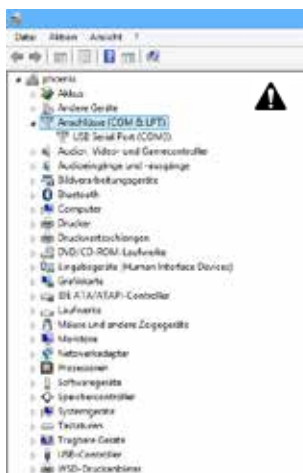 Datei Aktion Ansicht ?
phoenix
Akkus
Andere Geräte
Anschlüsse (COM & LPT)
USB Serial Port (COM3)
Audio-, Video- und Gamecontroller
Audioeingänge und -ausgänge
Bildverarbeitungsgeräte
Bluetooth
Computer
Drucker
Druckwarteschlangen
DVD/CD-ROM-Laufwerke
Eingabegeräte (Human Interface Devices)
Grafikkarte
IDE ATA/ATAPI-Controller
Laufwerke
Mäuse und andere Zeigegeräte
Monitore
Netzwerkadapter
Prozessoren
Softwaregeräte
Speichercontroller
Systemgeräte
Tastaturen
Tragbare Geräte
USB-Controller
WSD-Druckanbieter